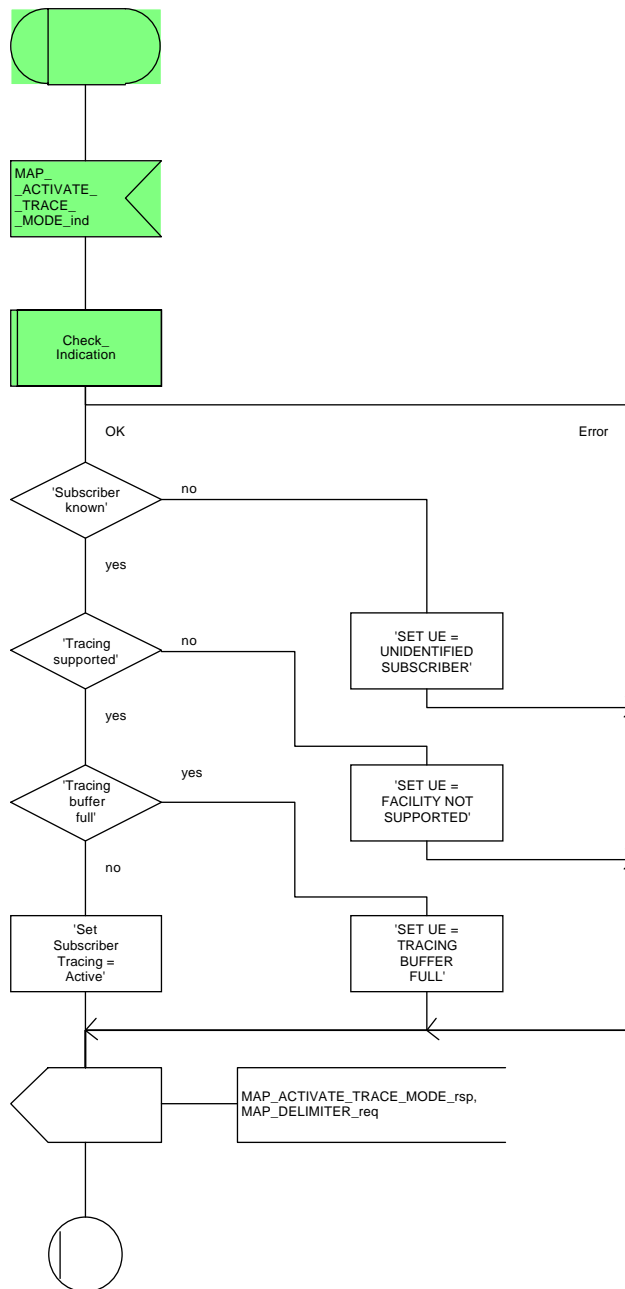 MAP_
_ACTIVATE_
_TRACE_
_MODE_ind
Check_
Indication
OK
Error
'Subscriber
known'
no
yes
'Tracing
supported'
no
'SET UE =
UNIDENTIFIED
SUBSCRIBER'
yes
'Tracing
buffer
full'
yes
'SET UE =
FACILITY NOT
SUPPORTED'
no
'Set
Subscriber
Tracing =
Active'
'SET UE =
TRACING
BUFFER
FULL'
MAP_ACTIVATE_TRACE_MODE_rsp,
MAP_DELIMITER_req